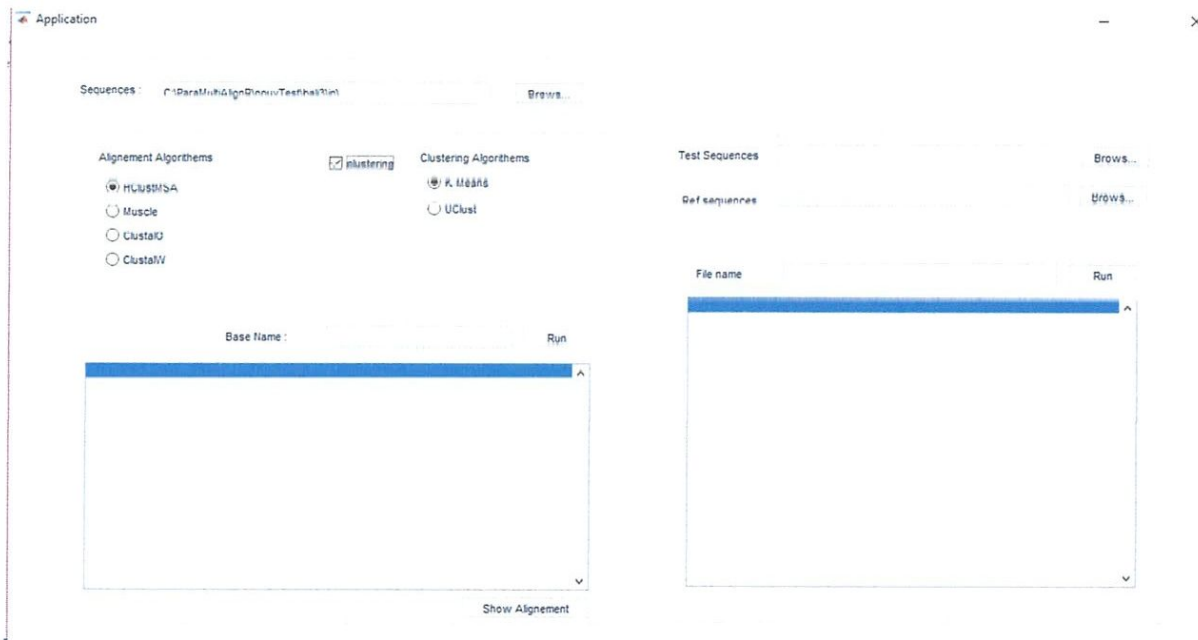 Application
Sequences :
Brows...
Alignement Algorithems
clustering
Clustering Algorithems
HClustMSA
K Means
Muscle
UClust
ClustalO
ClustalW
Base Name :
Run
Show Alignement
Test Sequences
Brows...
Ref sequences
Brows...
File name
Run